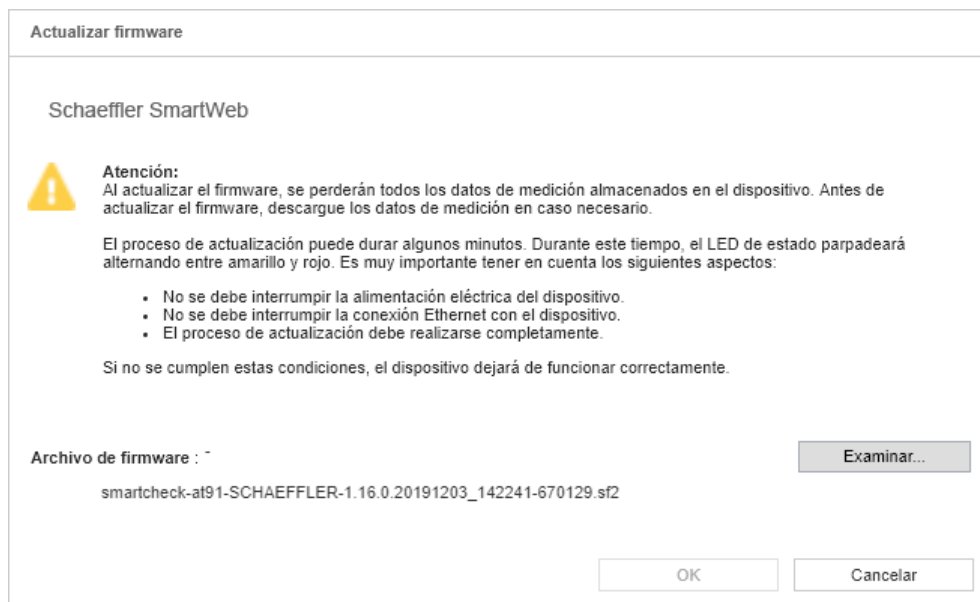 Actualizar firmware
Schaeffler SmartWeb
Atención:
Al actualizar el firmware, se perderán todos los datos de medición almacenados en el dispositivo. Antes de
actualizar el firmware, descargue los datos de medición en caso necesario.
El proceso de actualización puede durar algunos minutos. Durante este tiempo, el LED de estado parpadeará
alternando entre amarillo y rojo. Es muy importante tener en cuenta los siguientes aspectos:
• No se debe interrumpir la alimentación eléctrica del dispositivo.
• No se debe interrumpir la conexión Ethernet con el dispositivo.
• El proceso de actualización debe realizarse completamente.
Si no se cumplen estas condiciones, el dispositivo dejará de funcionar correctamente.
Archivo de firmware : -
Examinar...
smartcheck-at91-SCHAEFFLER-1.16.0.20191203_142241-670129.sf2
OK
Cancelar